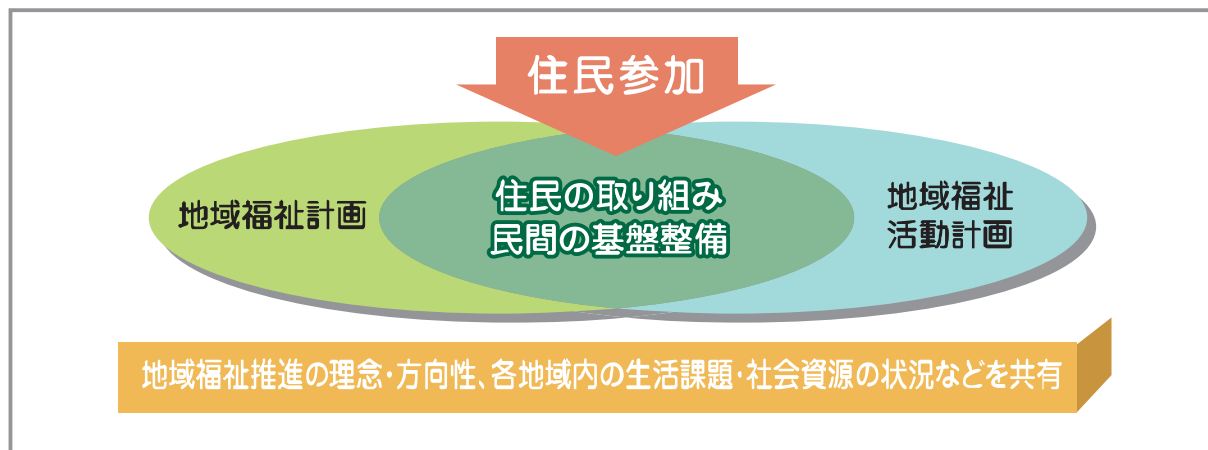 住民参加
地域福祉計画
住民の取り組み
民間の基盤整備
地域福祉
活動計画
地域福祉推進の理念・方向性、各地域内の生活課題・社会資源の状況などを共有